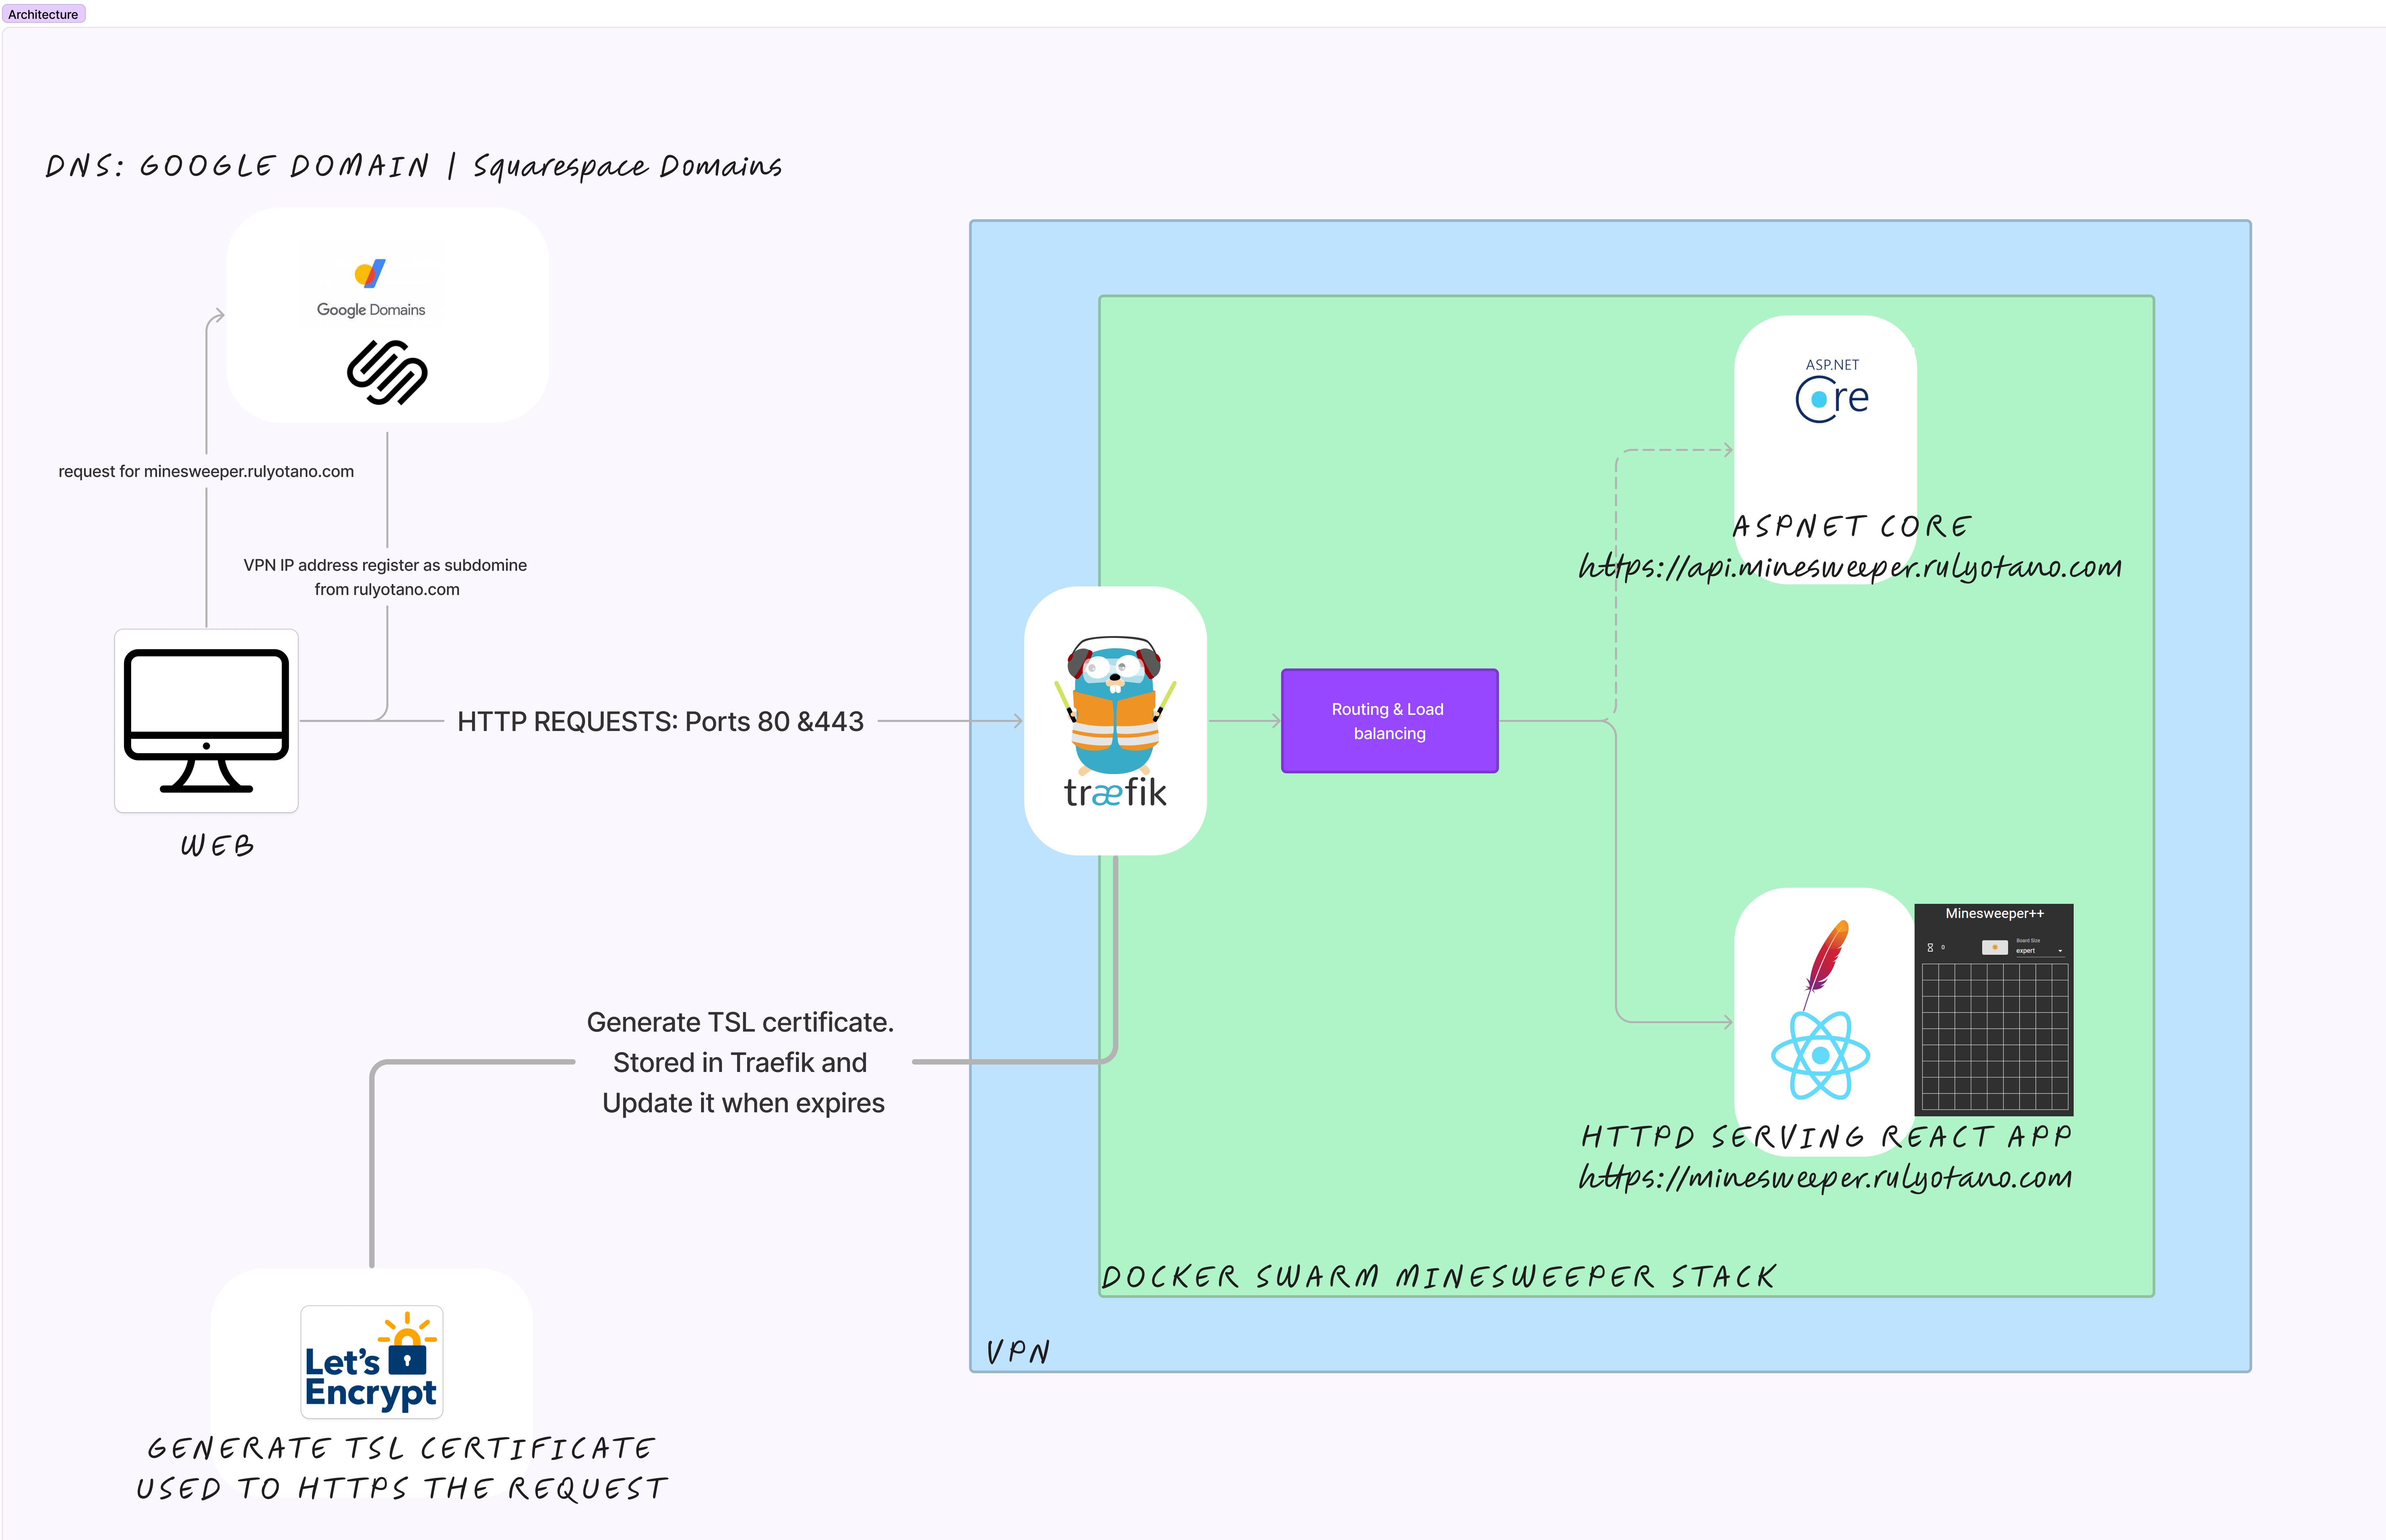 Architecture
DNS: GOOGLE DOMAIN | Squarespace Domains
Google Domains
request for minesweeper.rulyotano.com
VPN IP address register as subdomine
from rulyotano.com
WEB
HTTP REQUESTS: Ports 80 &443
træfik
Routing & Load
balancing
ASP.NET
Core
ASPNET CORE
https://api.minesweeper.rulyotano.com
Minesweeper++
0
Board Size
expert
HTTPD SERVING REACT APP
https://minesweeper.rulyotano.com
DOCKER SWARM MINESWEEPER STACK
VPN
Generate TSL certificate.
Stored in Traefik and
Update it when expires
Let's
Encrypt
GENERATE TSL CERTIFICATE
USED TO HTTPS THE REQUEST